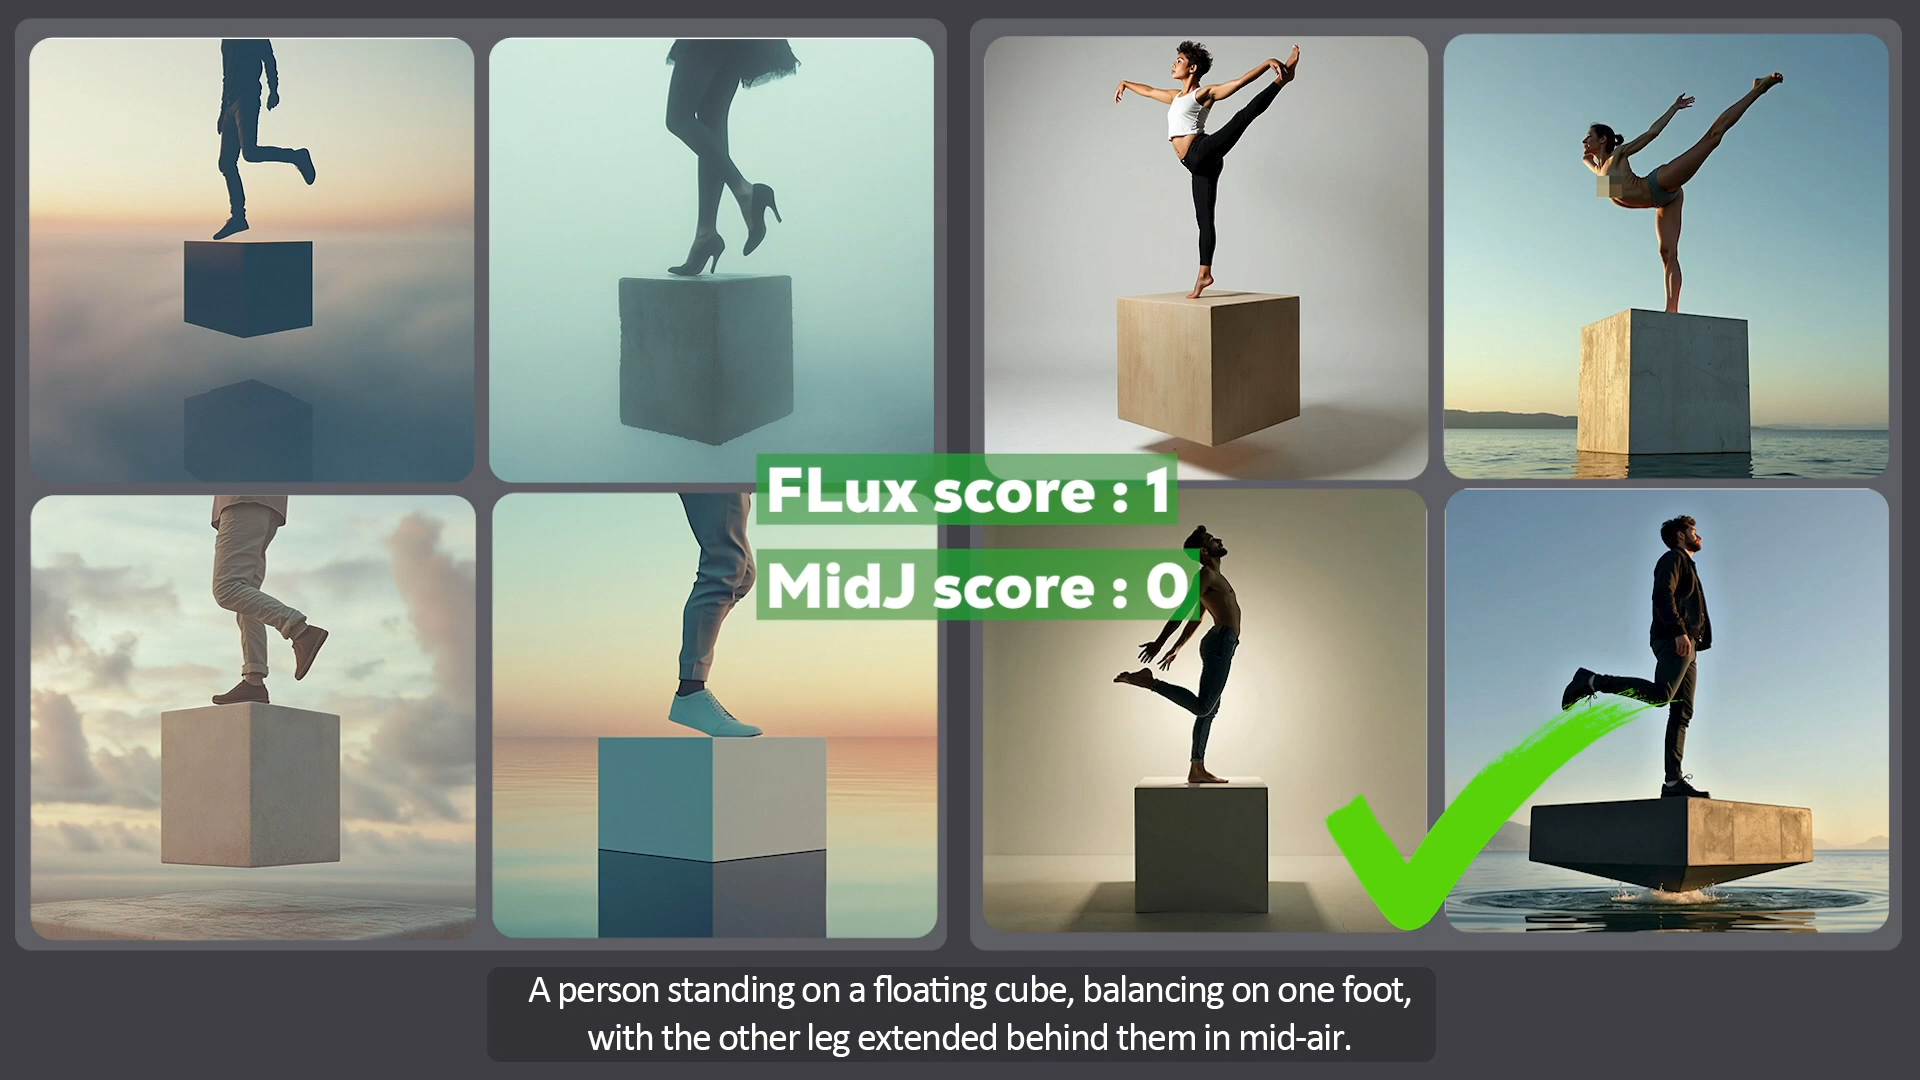 FLux score : 1
MidJ score : 0
A person standing on a floating cube, balancing on one foot,
with the other leg extended behind them in mid-air.